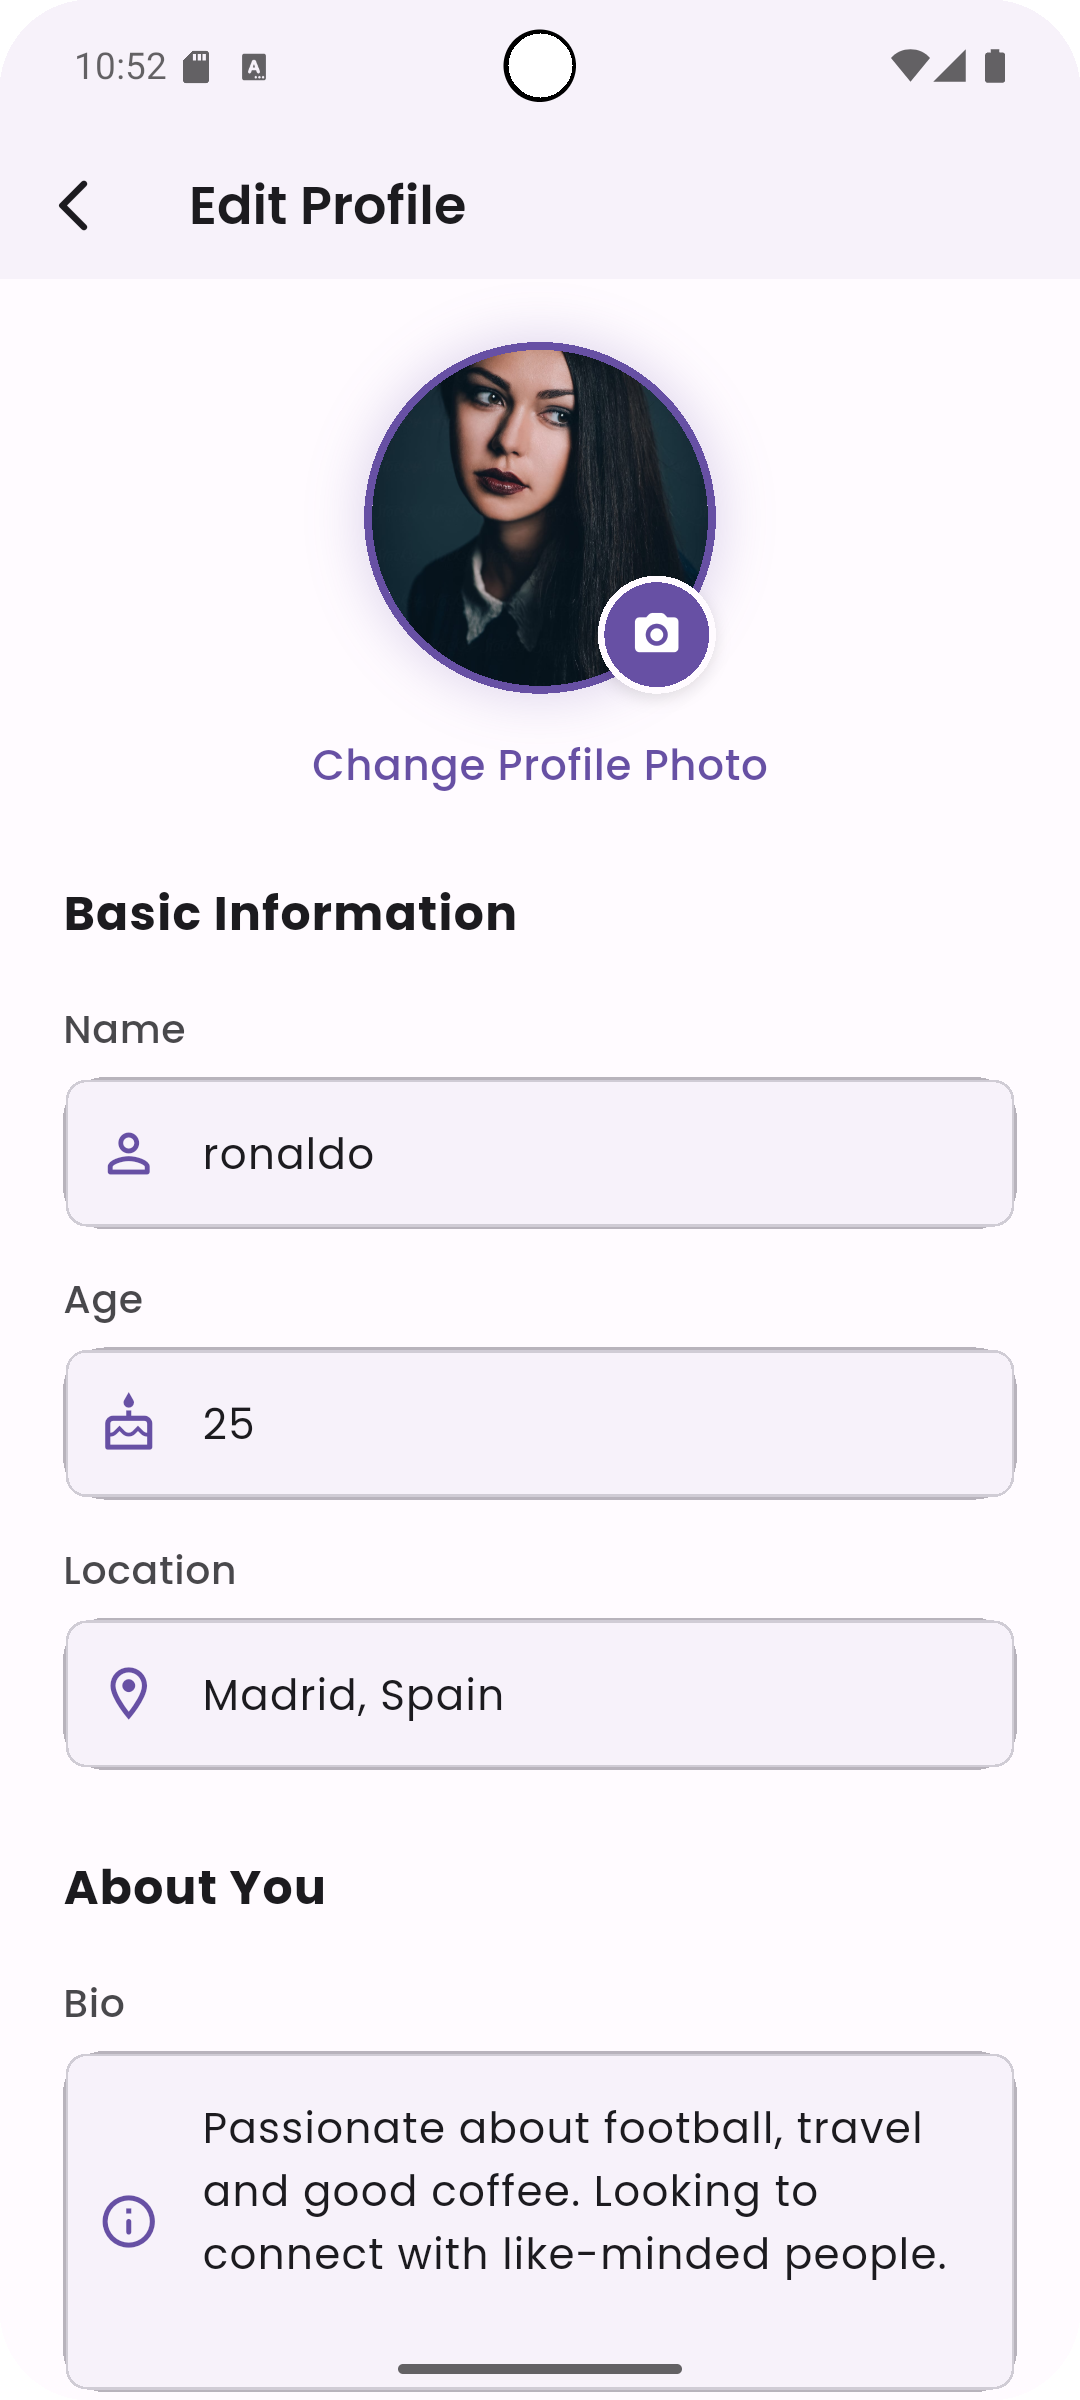 10:52
Edit Profile
Change Profile Photo
Basic Information
Name
ronaldo
Age
25
Location
Madrid, Spain
About You
Bio
Passionate about football, travel
and good coffee. Looking to
connect with like-minded people.